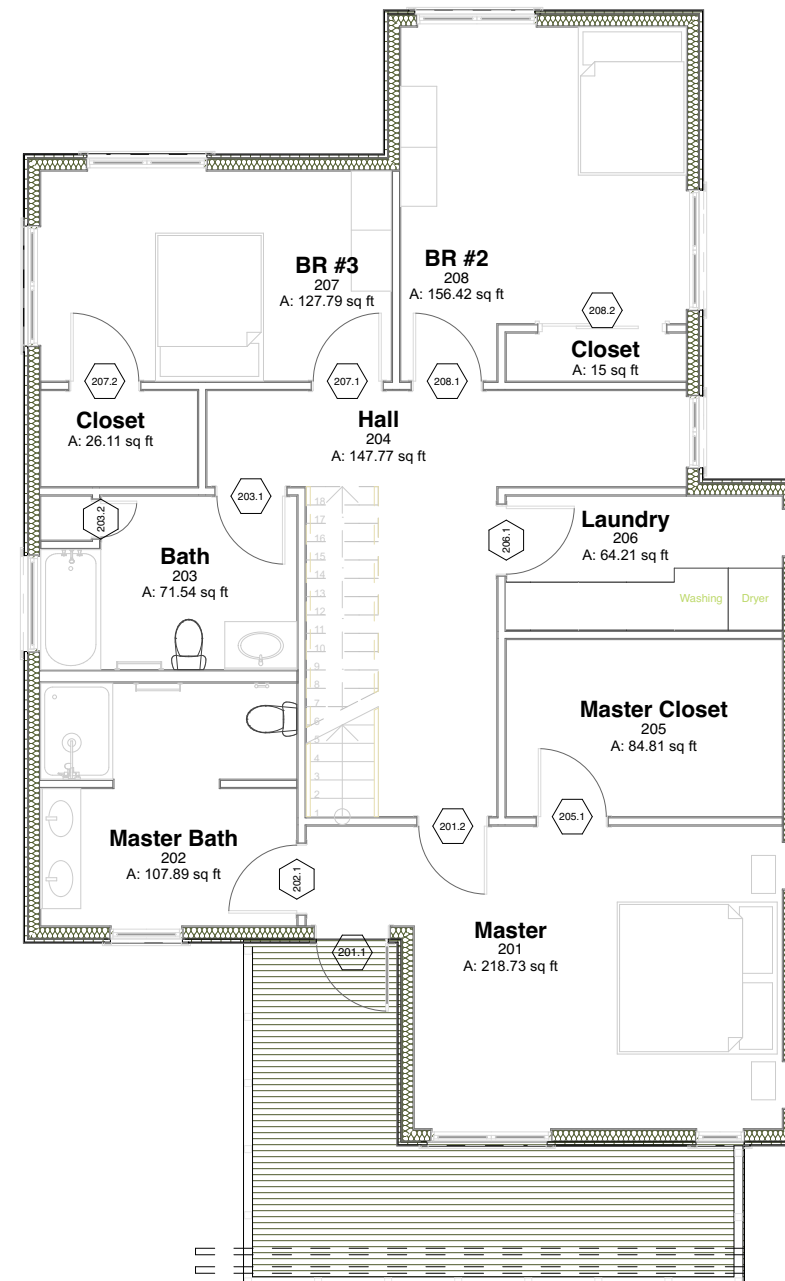 BR #3
207
A: 127.79 sq ft
BR #2
208
A: 156.42 sq ft
208.2
Closet
A: 15 sq ft
207.2
207.1
208.1
Closet
A: 26.11 sq ft
Hall
204
A: 147.77 sq ft
203.1
203.2
Bath
203
A: 71.54 sq ft
206.1
Laundry
206
A: 64.21 sq ft
Washing
Dryer
18
17
16
15
14
13
12
11
10
9
8
7
6
5
4
3
2
1
Master Closet
205
A: 84.81 sq ft
205.1
201.2
Master Bath
202
A: 107.89 sq ft
202.1
Master
201
A: 218.73 sq ft
201.1